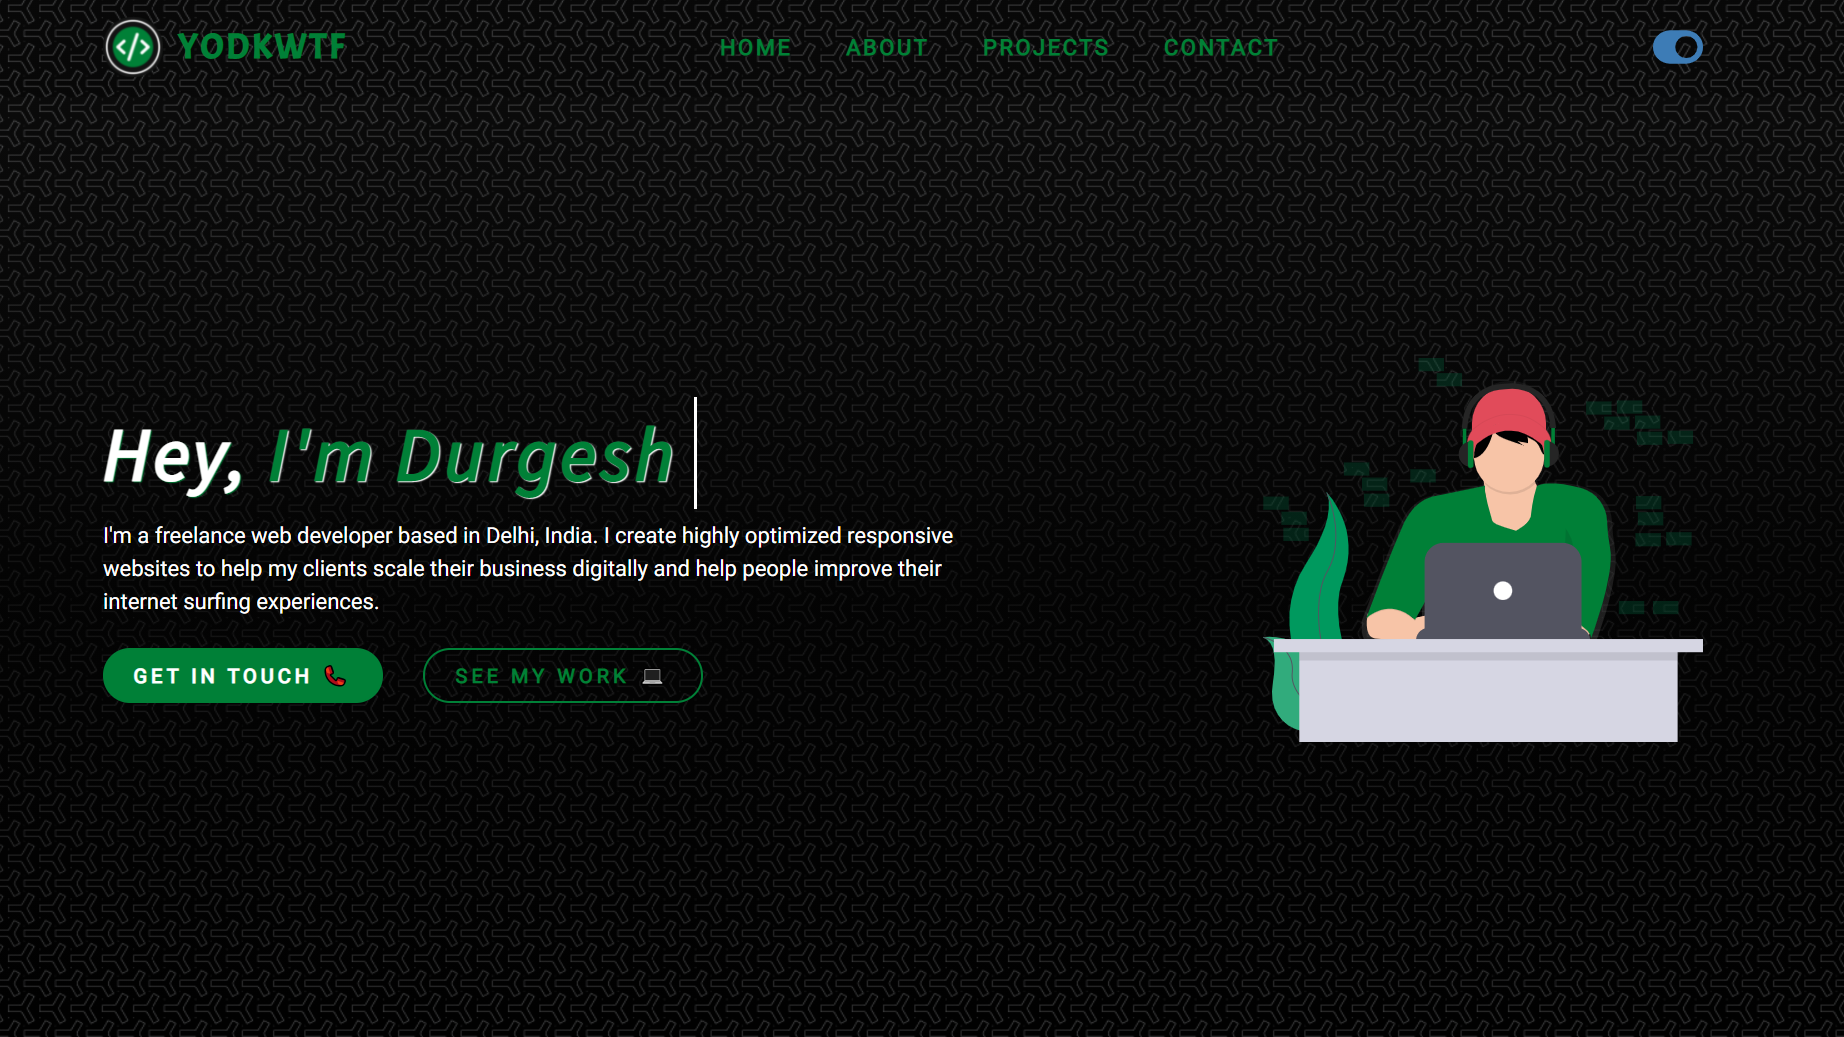 </> YODKWTF
HOME ABOUT PROJECTS CONTACT
Hey, I'm Durgesh
I'm a freelance web developer based in Delhi, India. I create highly optimized responsive
websites to help my clients scale their business digitally and help people improve their
internet surfing experiences.
GET IN TOUCH 📞 SEE MY WORK 💻